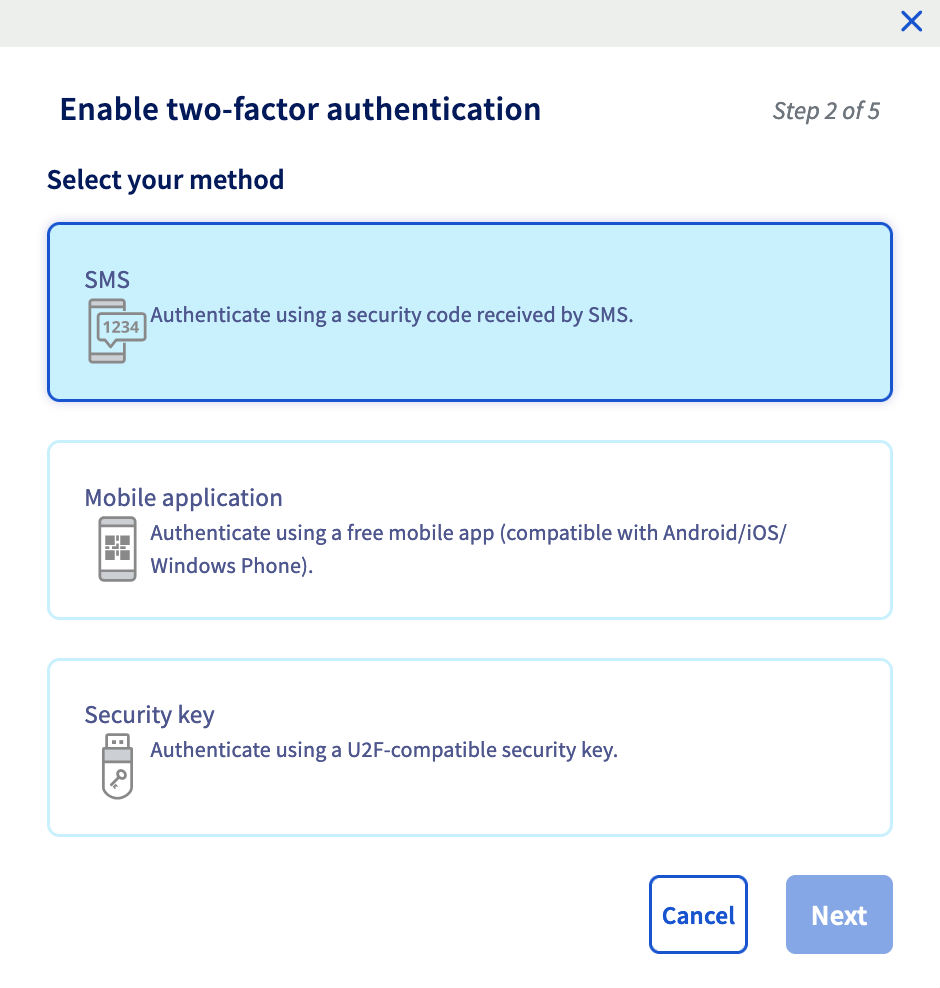 Enable two-factor authentication
Step 2 of 5
Select your method
SMS
1234
Authenticate using a security code received by SMS.
Mobile application
Authenticate using a free mobile app (compatible with Android/iOS/
Windows Phone).
Security key
Authenticate using a U2F-compatible security key.
Cancel
Next